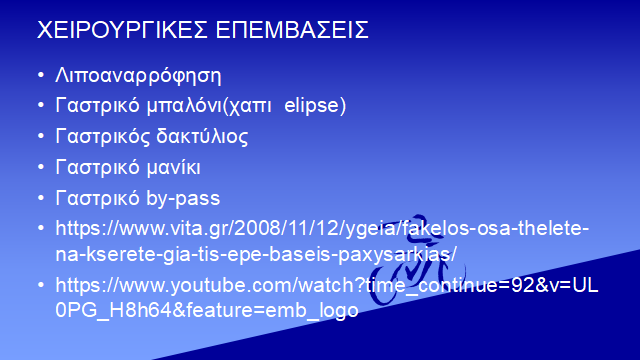 ΧΕΙΡΟΥΡΓΙΚΕΣ ΕΠΕΜΒΑΣΕΙΣ
• Λιποαναρρόφηση
• Γαστρικό μπαλόνι(χαπι  elipse)
• Γαστρικός δακτύλιος
• Γαστρικό μανίκι
• Γαστρικό by-pass
• https://www.vita.gr/2008/11/12/ygeia/fakelos-osa-thelete-
na-kserete-gia-tis-epe-baseis-paxysarkias/
• https://www.youtube.com/watch?time_continue=92&v=UL
0PG_H8h64&feature=emb_logo